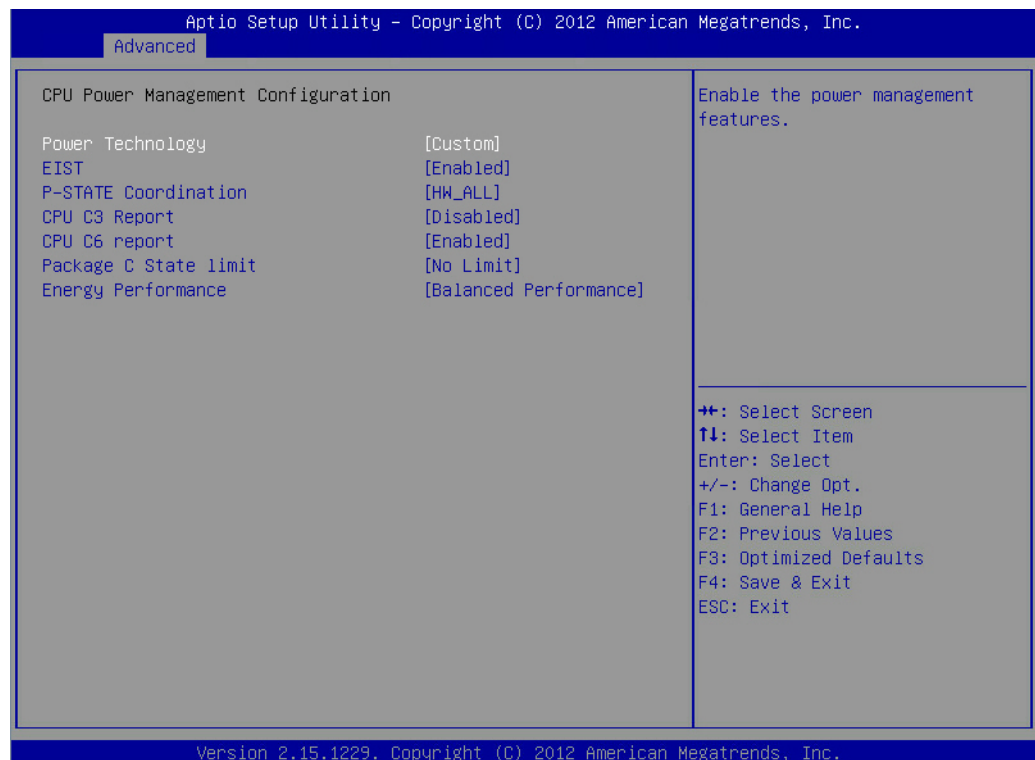 Aptio Setup Utility – Copyright (C) 2012 American Megatrends, Inc.
Advanced
CPU Power Management Configuration
Power Technology [Custom]
EIST [Enabled]
P-STATE Coordination [HW_ALL]
CPU C3 Report [Disabled]
CPU C6 report [Enabled]
Package C State limit [No Limit]
Energy Performance [Balanced Performance]
Enable the power management
features.
→←: Select Screen
↑↓: Select Item
Enter: Select
+/-: Change Opt.
F1: General Help
F2: Previous Values
F3: Optimized Defaults
F4: Save & Exit
ESC: Exit
Version 2.15.1229. Copyright (C) 2012 American Megatrends, Inc.